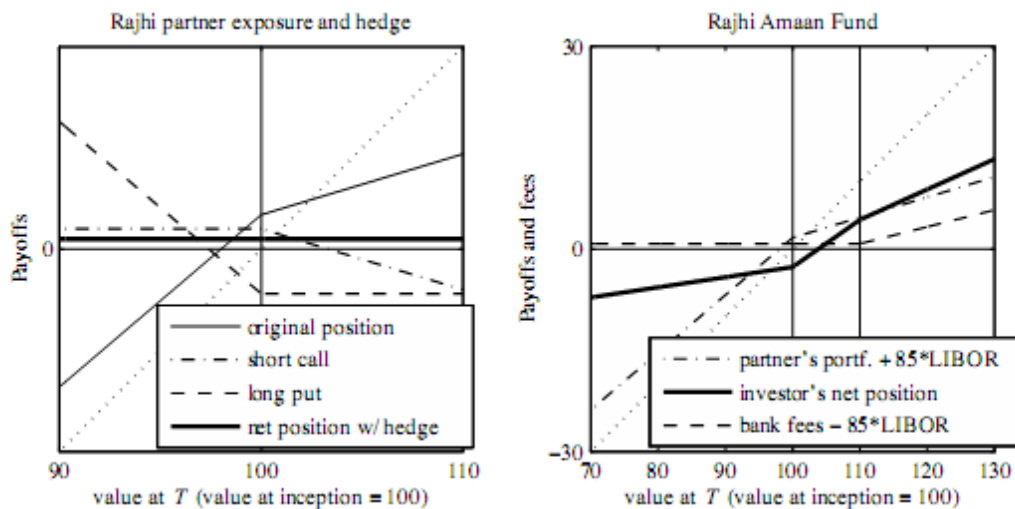 Rajhi partner exposure and hedge
Payoffs
0
original position
short call
long put
net position w/ hedge
90
100
110
value at T (value at inception = 100)
Rajhi Amaan Fund
Payoffs and fees
30
0
−30
partner's portf. + 85*LIBOR
investor's net position
bank fees − 85*LIBOR
70
80
90
100
110
120
130
value at T (value at inception = 100)